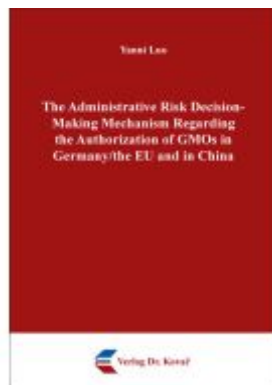 Yanni Luo
The Administrative Risk Decision-
Making Mechanism Regarding
the Authorization of GMOs in
Germany/the EU and in China
Verlag Dr. Kovač